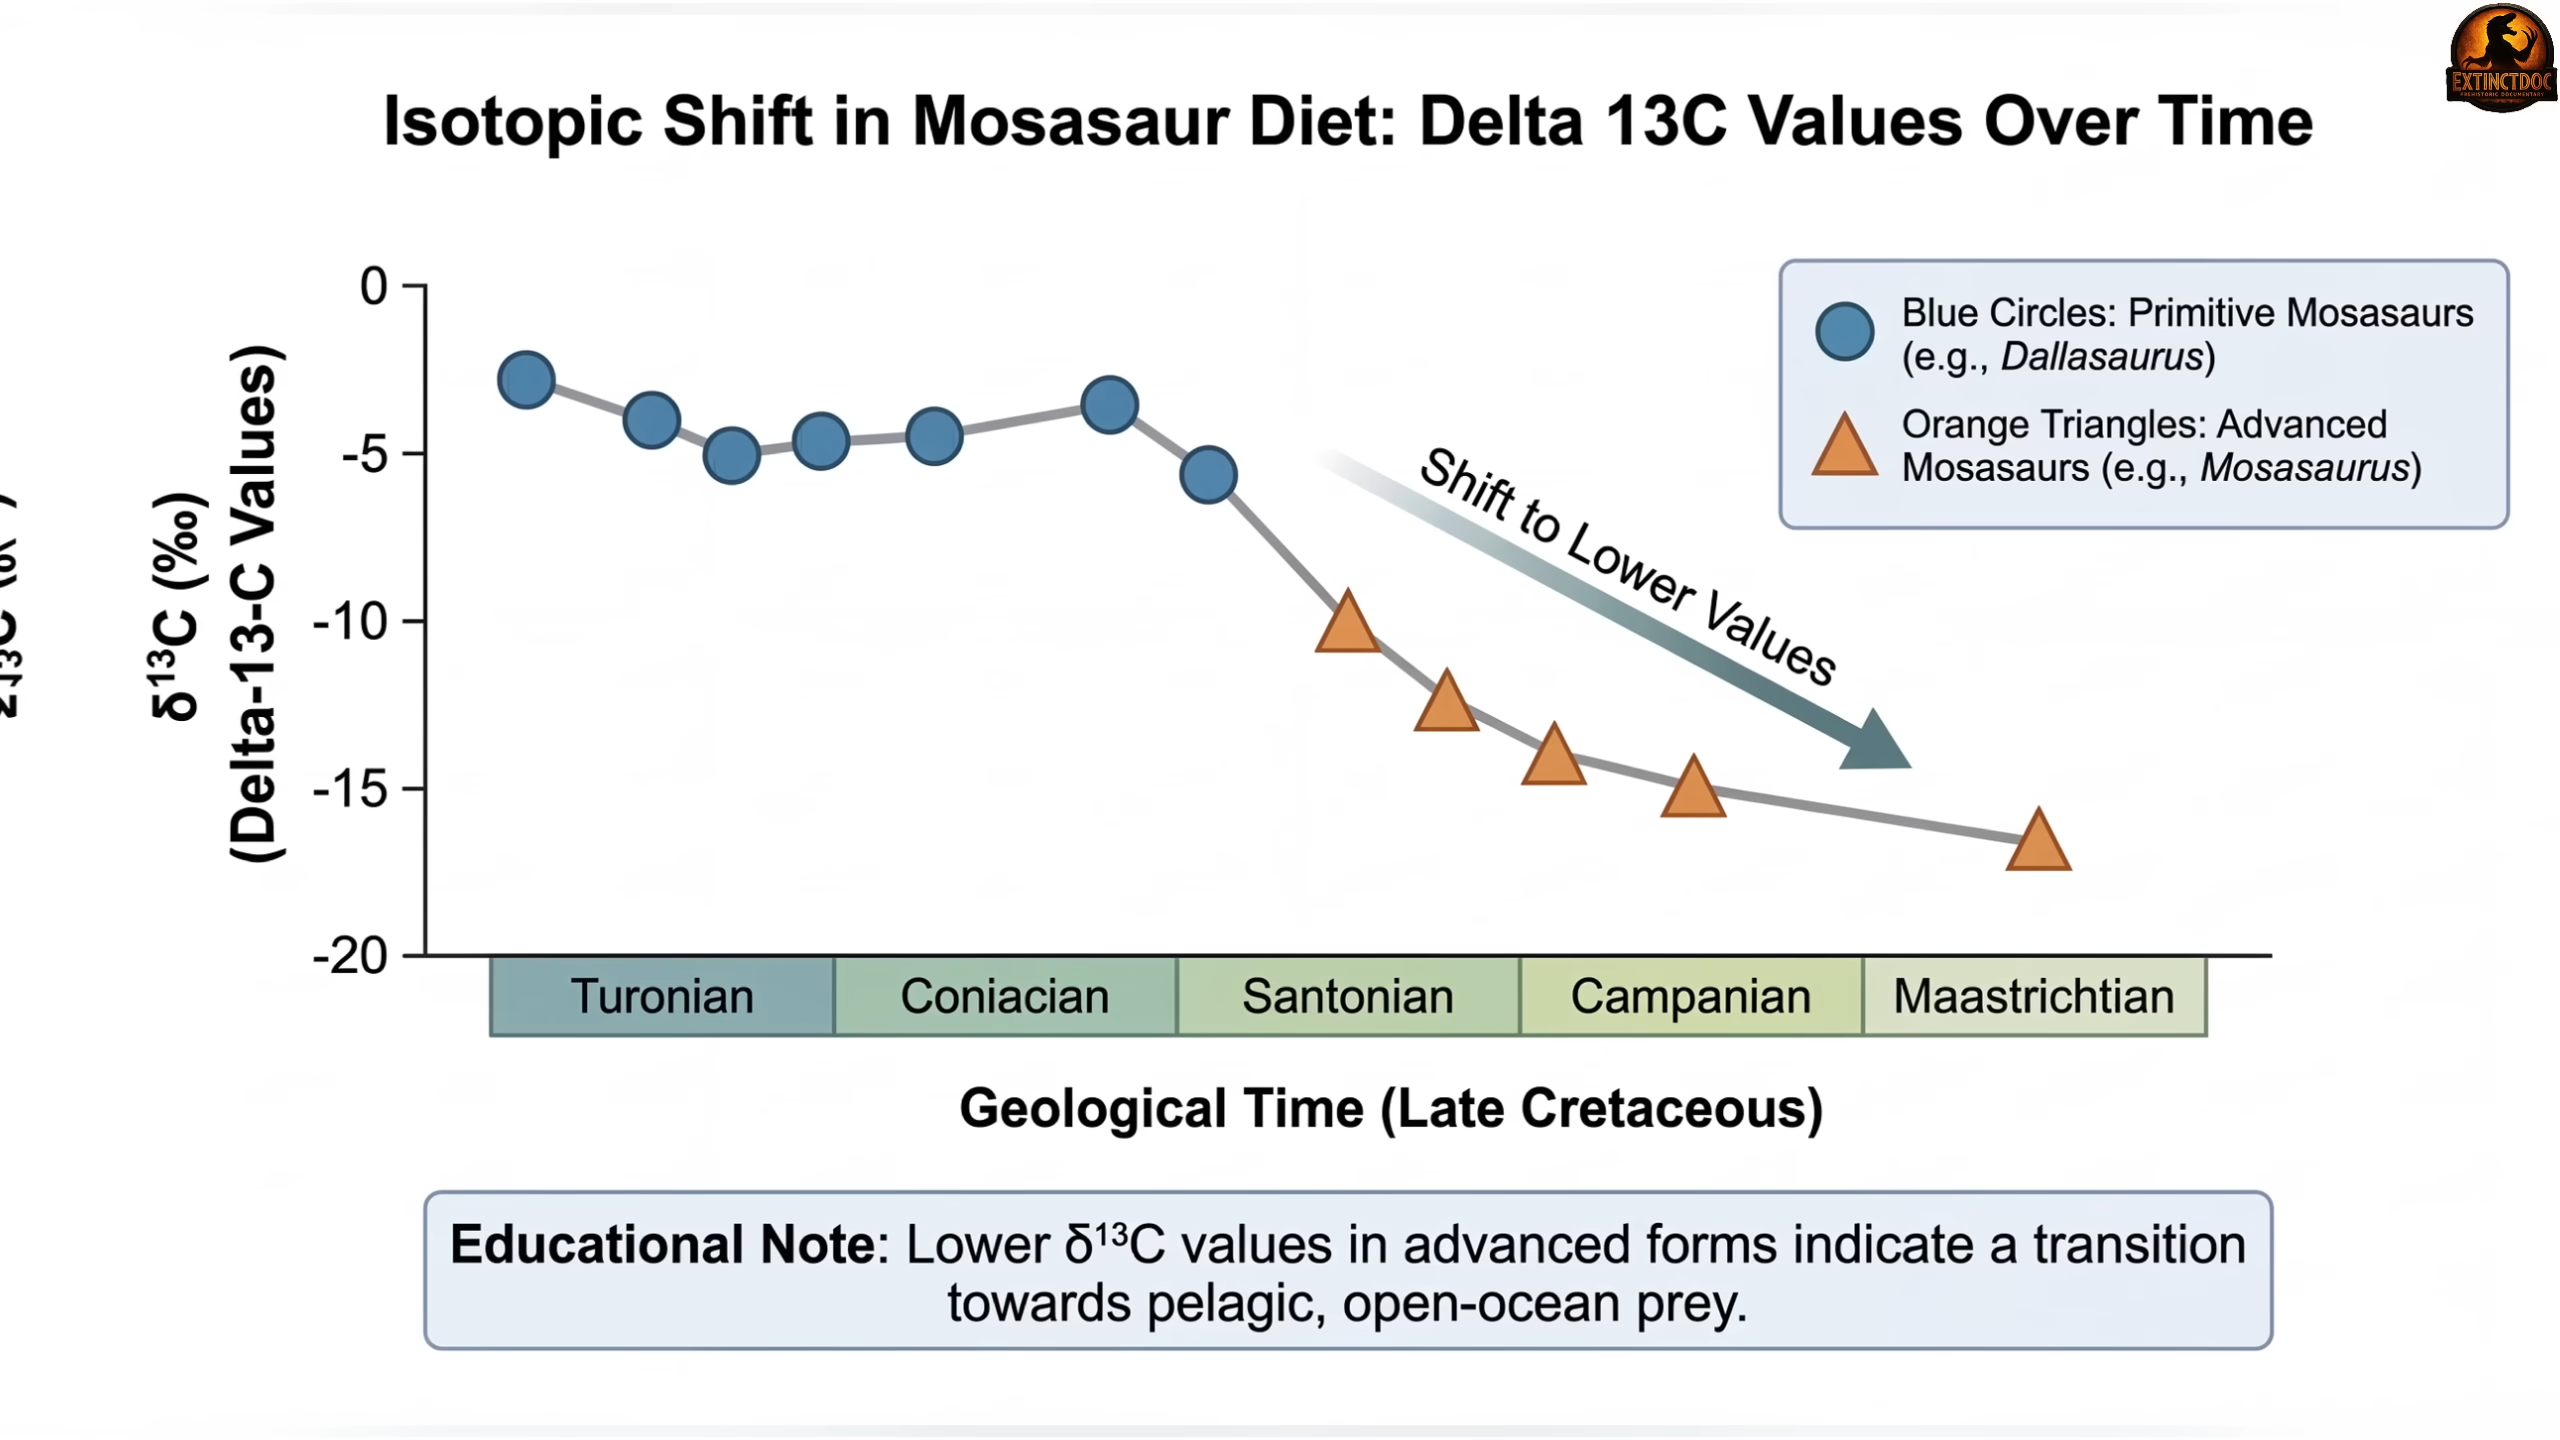 EXTINCTDOC
PREHISTORIC DOCUMENTARY
Isotopic Shift in Mosasaur Diet: Delta 13C Values Over Time
δ¹³C (‰)
(Delta-13-C Values)
0
-5
-10
-15
-20
Shift to Lower Values
Blue Circles: Primitive Mosasaurs
(e.g., Dallasaurus)
Orange Triangles: Advanced
Mosasaurs (e.g., Mosasaurus)
Turonian
Coniacian
Santonian
Campanian
Maastrichtian
Geological Time (Late Cretaceous)
Educational Note: Lower δ¹³C values in advanced forms indicate a transition
towards pelagic, open-ocean prey.